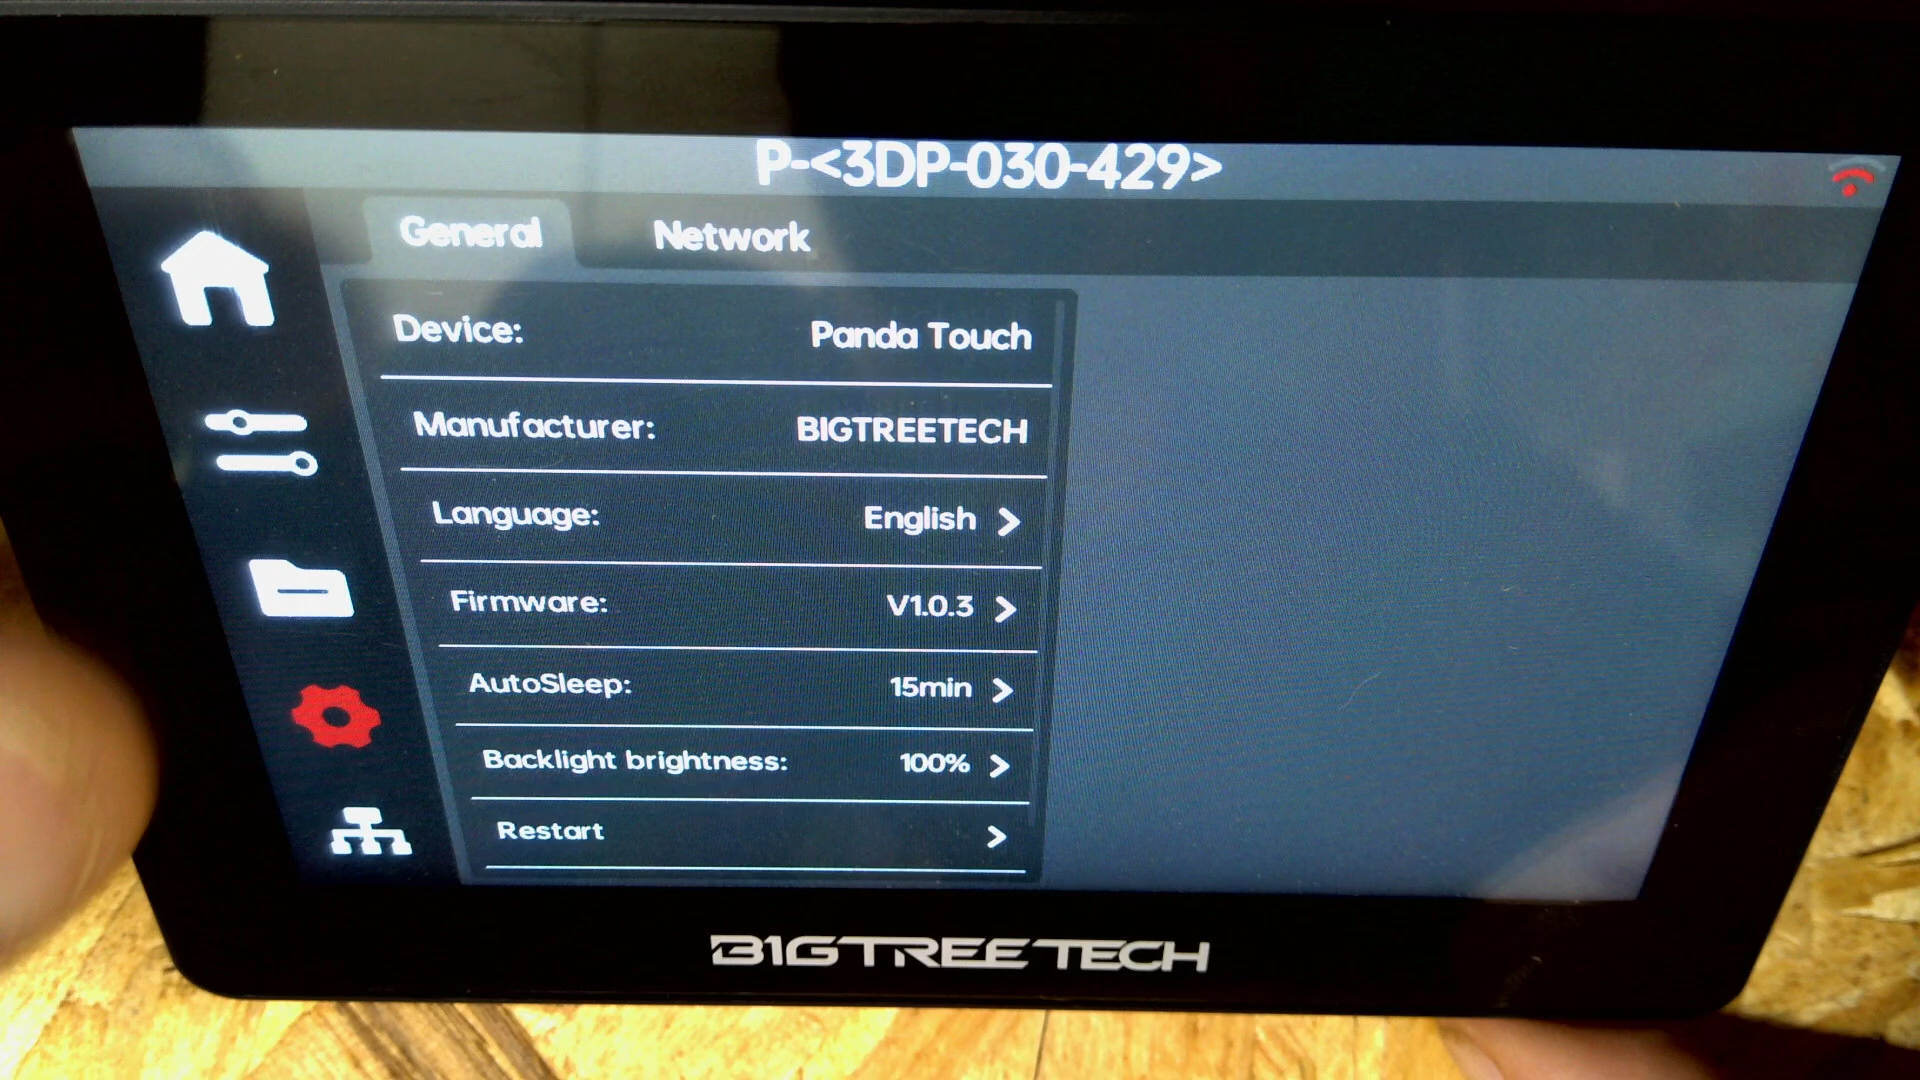 P-<3DP-030-429>
General Network
Device: Panda Touch
Manufacturer: BIGTREETECH
Language: English
Firmware: V1.0.3
AutoSleep: 15min
Backlight brightness: 100%
Restart
BIGTREETECH